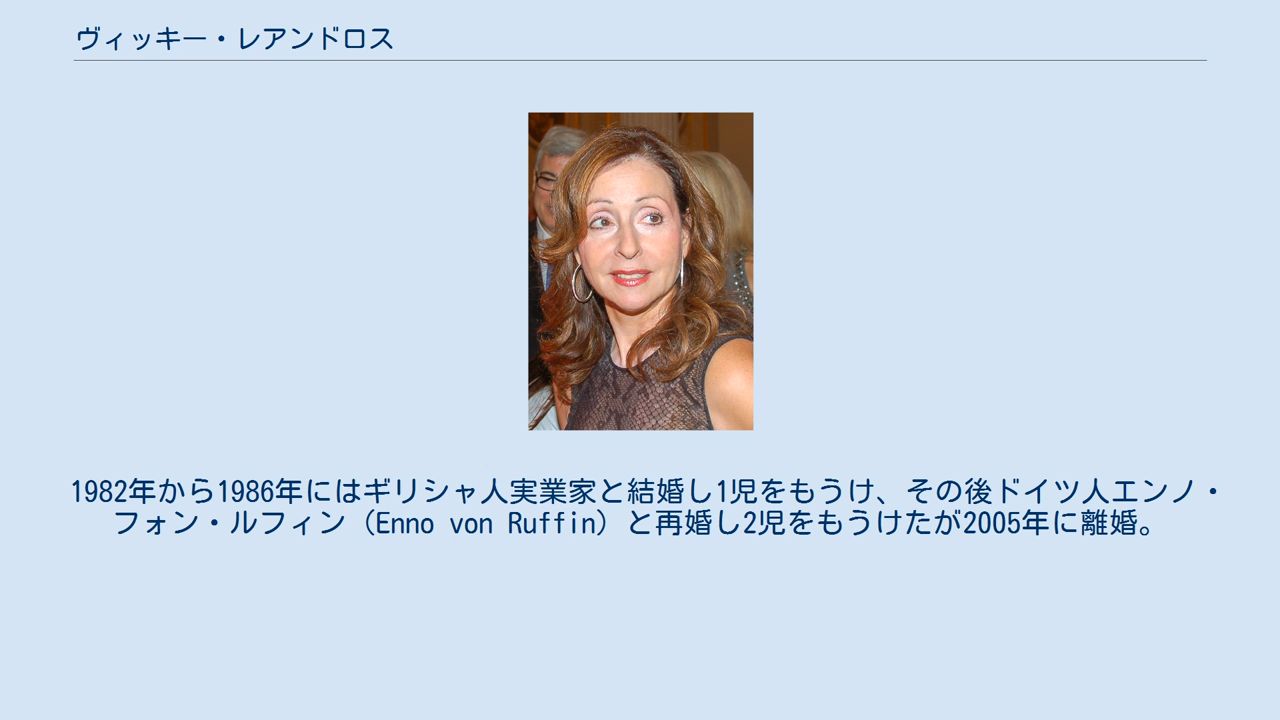 ヴィッキー・レアンドロス
1982年から1986年にはギリシャ人実業家と結婚し1児をもうけ、その後ドイツ人エンノ・
フォン・ルフィン（Enno von Ruffin）と再婚し2児をもうけたが2005年に離婚。